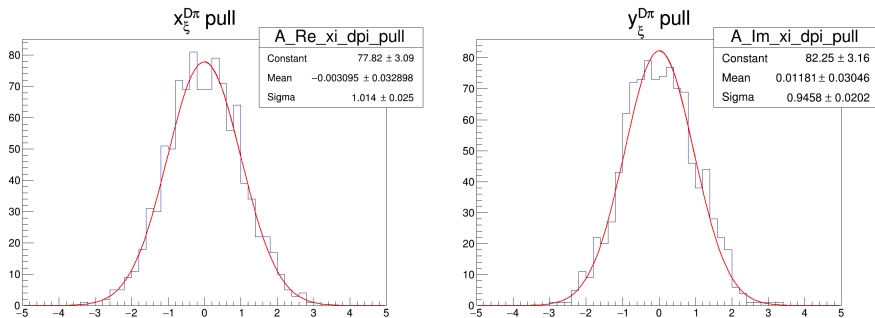 x_ξ^{Dπ} pull
A_Re_xi_dpi_pull
Constant 77.82 ± 3.09
Mean −0.003095 ± 0.032898
Sigma 1.014 ± 0.025
80
70
60
50
40
30
20
10
0
−5 −4 −3 −2 −1 0 1 2 3 4 5
y_ξ^{Dπ} pull
A_Im_xi_dpi_pull
Constant 82.25 ± 3.16
Mean 0.01181 ± 0.03046
Sigma 0.9458 ± 0.0202
80
70
60
50
40
30
20
10
0
−5 −4 −3 −2 −1 0 1 2 3 4 5